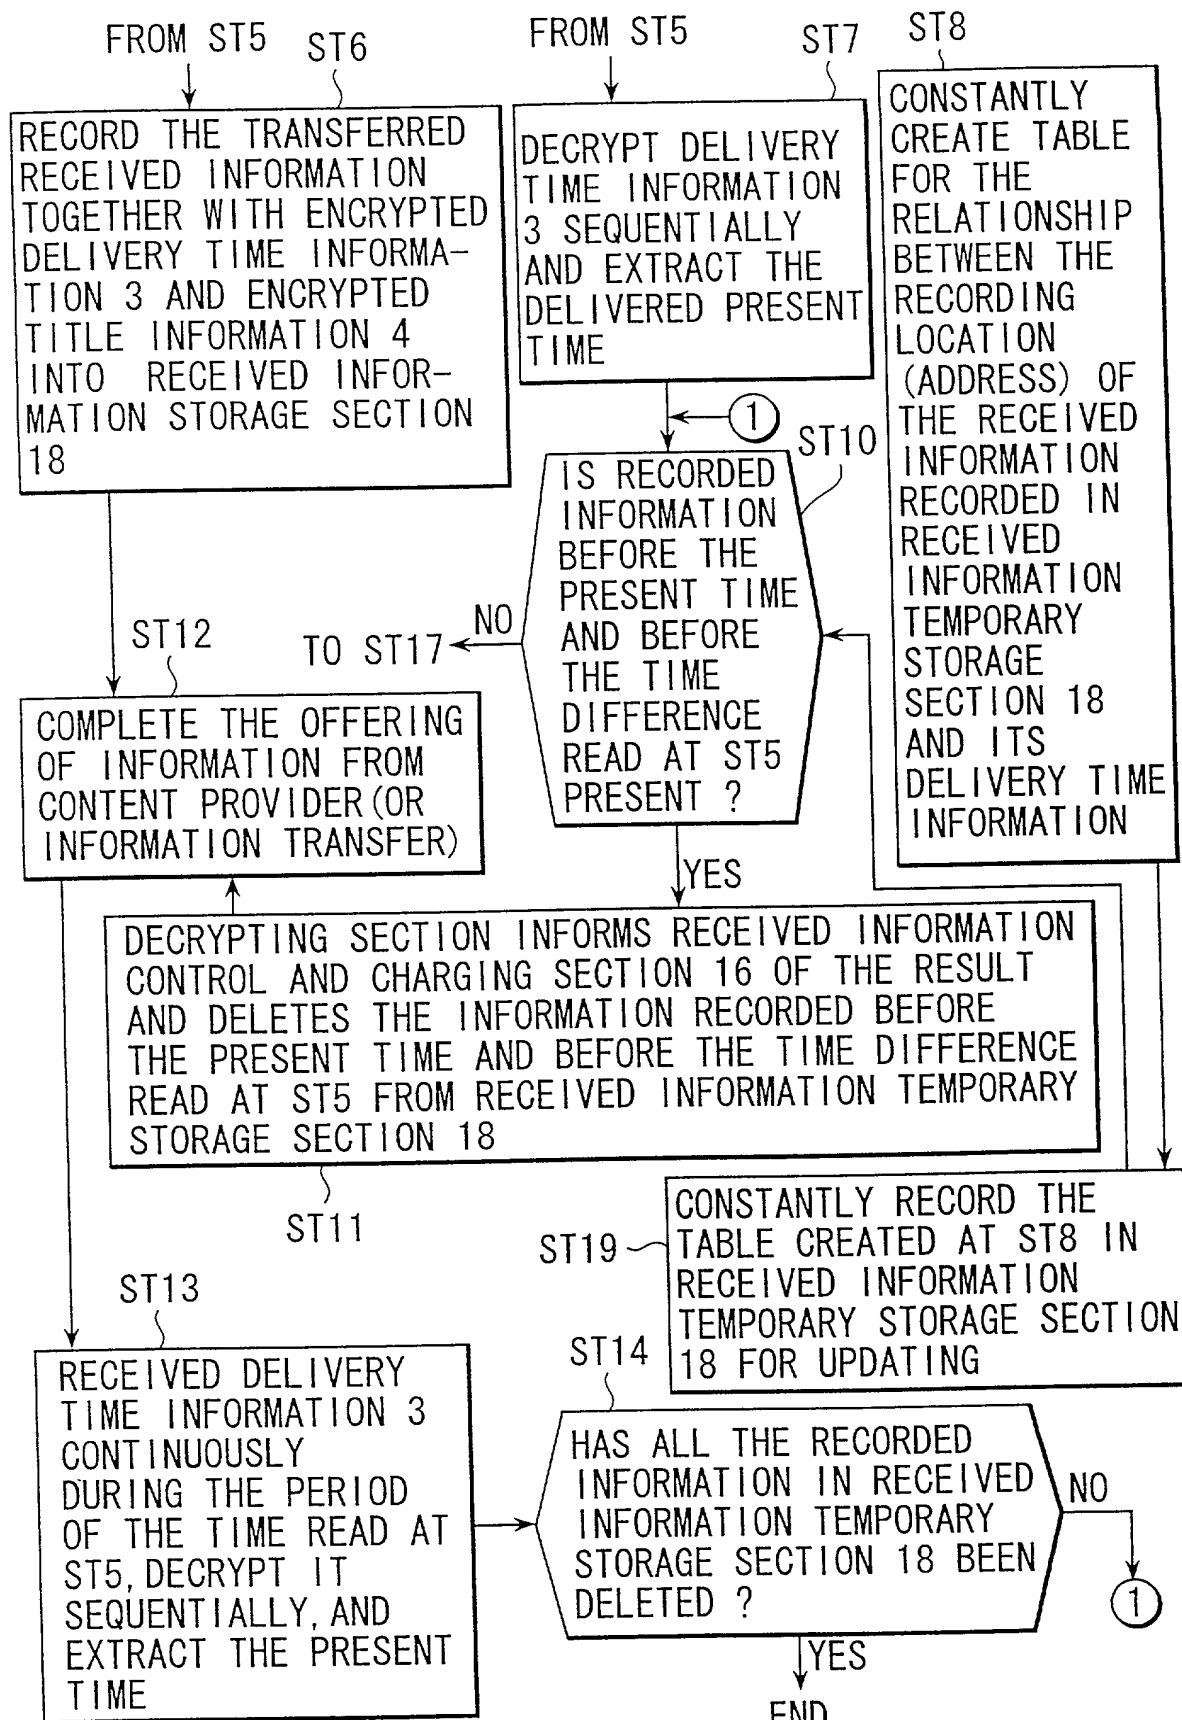 FROM ST5
ST6
RECORD THE TRANSFERRED
RECEIVED INFORMATION
TOGETHER WITH ENCRYPTED
DELIVERY TIME INFORMA-
TION 3 AND ENCRYPTED
TITLE INFORMATION 4
INTO RECEIVED INFOR-
MATION STORAGE SECTION
18
FROM ST5
ST7
DECRYPT DELIVERY
TIME INFORMATION
3 SEQUENTIALLY
AND EXTRACT THE
DELIVERED PRESENT
TIME
ST8
CONSTANTLY
CREATE TABLE
FOR THE
RELATIONSHIP
BETWEEN THE
RECORDING
LOCATION
(ADDRESS) OF
THE RECEIVED
INFORMATION
RECORDED IN
RECEIVED
INFORMATION
TEMPORARY
STORAGE
SECTION 18
AND ITS
DELIVERY TIME
INFORMATION
1
ST10
IS RECORDED
INFORMATION
BEFORE THE
PRESENT TIME
AND BEFORE
THE TIME
DIFFERENCE
READ AT ST5
PRESENT ?
NO
TO ST17
YES
ST12
COMPLETE THE OFFERING
OF INFORMATION FROM
CONTENT PROVIDER(OR
INFORMATION TRANSFER)
DECRYPTING SECTION INFORMS RECEIVED INFORMATION
CONTROL AND CHARGING SECTION 16 OF THE RESULT
AND DELETES THE INFORMATION RECORDED BEFORE
THE PRESENT TIME AND BEFORE THE TIME DIFFERENCE
READ AT ST5 FROM RECEIVED INFORMATION TEMPORARY
STORAGE SECTION 18
ST11
ST19
CONSTANTLY RECORD THE
TABLE CREATED AT ST8 IN
RECEIVED INFORMATION
TEMPORARY STORAGE SECTION
18 FOR UPDATING
ST13
RECEIVED DELIVERY
TIME INFORMATION 3
CONTINUOUSLY
DURING THE PERIOD
OF THE TIME READ AT
ST5, DECRYPT IT
SEQUENTIALLY, AND
EXTRACT THE PRESENT
TIME
ST14
HAS ALL THE RECORDED
INFORMATION IN RECEIVED
INFORMATION TEMPORARY
STORAGE SECTION 18 BEEN
DELETED ?
NO
1
YES
END